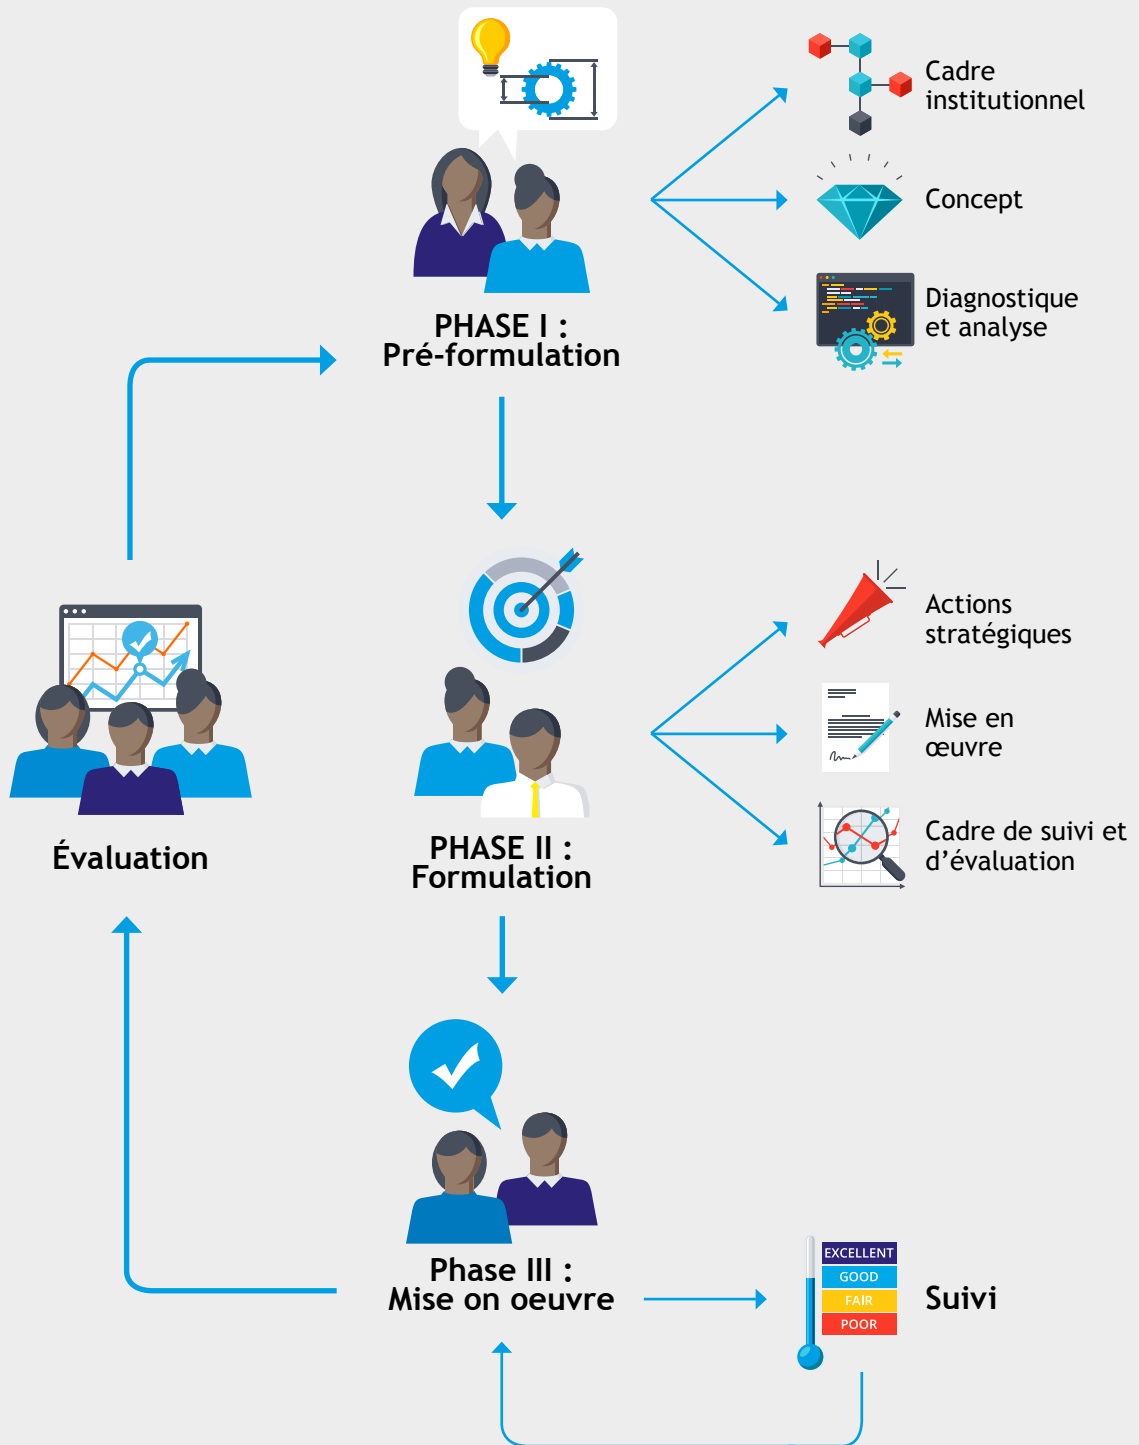 Cadre
institutionnel
Concept
Diagnostique
et analyse
PHASE I :
Pré-formulation
Actions
stratégiques
Mise en
œuvre
Cadre de suivi et
d’évaluation
Évaluation
PHASE II :
Formulation
Phase III :
Mise on oeuvre
EXCELLENT
GOOD
FAIR
POOR
Suivi